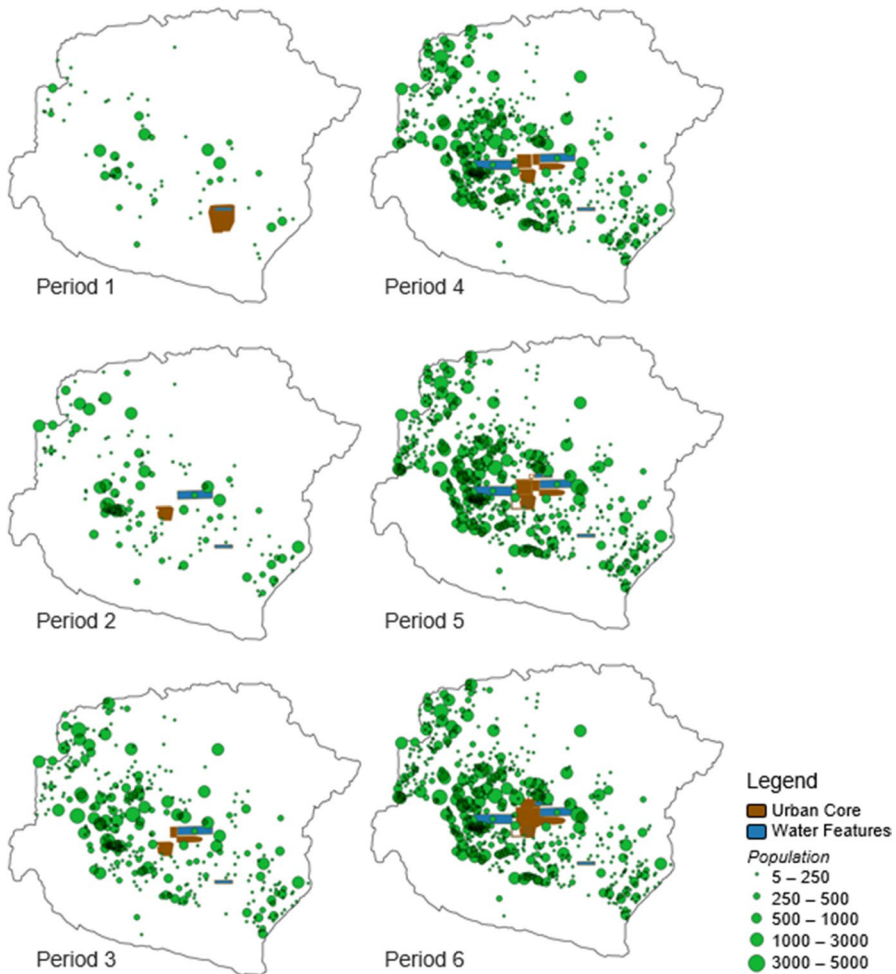 Period 1
Period 4
Period 2
Period 5
Period 3
Period 6
Legend
Urban Core
Water Features
Population
5 – 250
250 – 500
500 – 1000
1000 – 3000
3000 – 5000